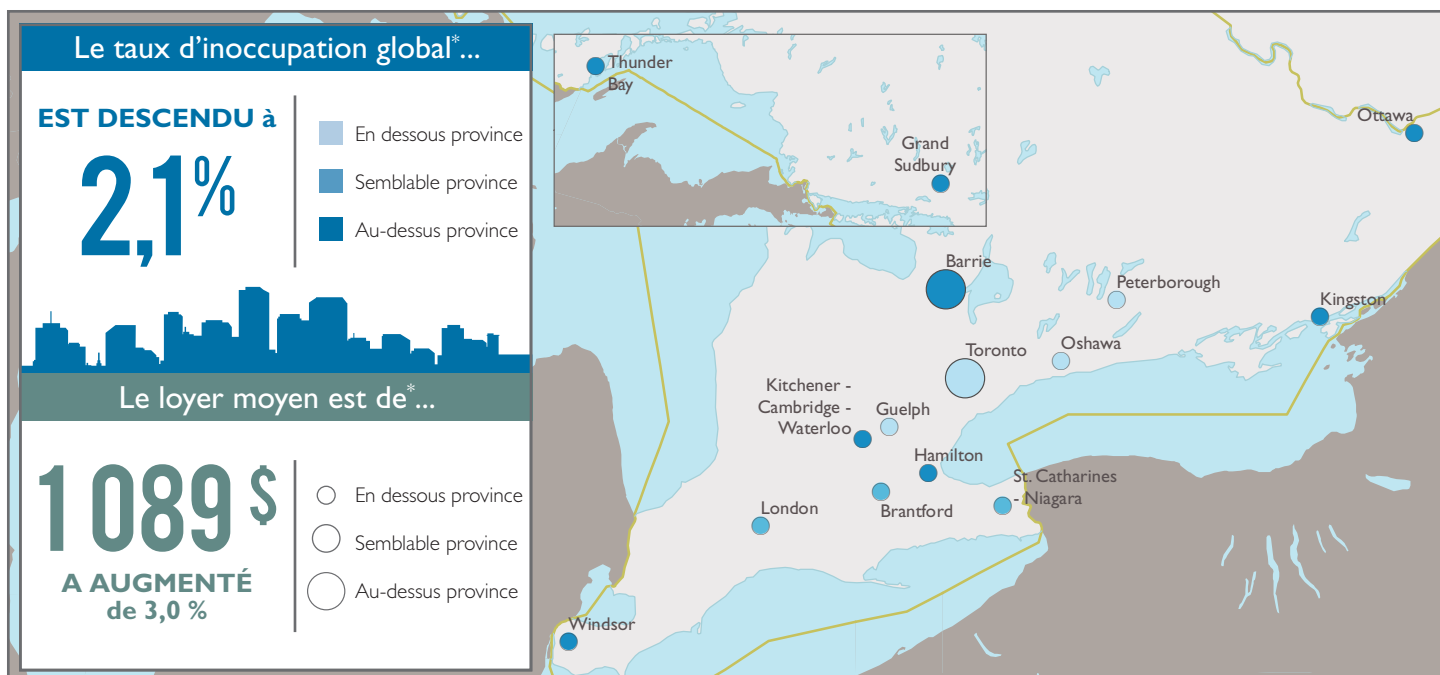 Le taux d'inoccupation global*...
EST DESCENDU à
2,1%
En dessous province
Semblable province
Au-dessus province
Le loyer moyen est de*...
1 089 $
A AUGMENTÉ
de 3,0 %
En dessous province
Semblable province
Au-dessus province
Thunder
Bay
Grand
Sudbury
Ottawa
Barrie
Peterborough
Kingston
Toronto
Oshawa
Kitchener -
Cambridge -
Waterloo
Guelph
Hamilton
St. Catharines
- Niagara
Brantford
London
Windsor